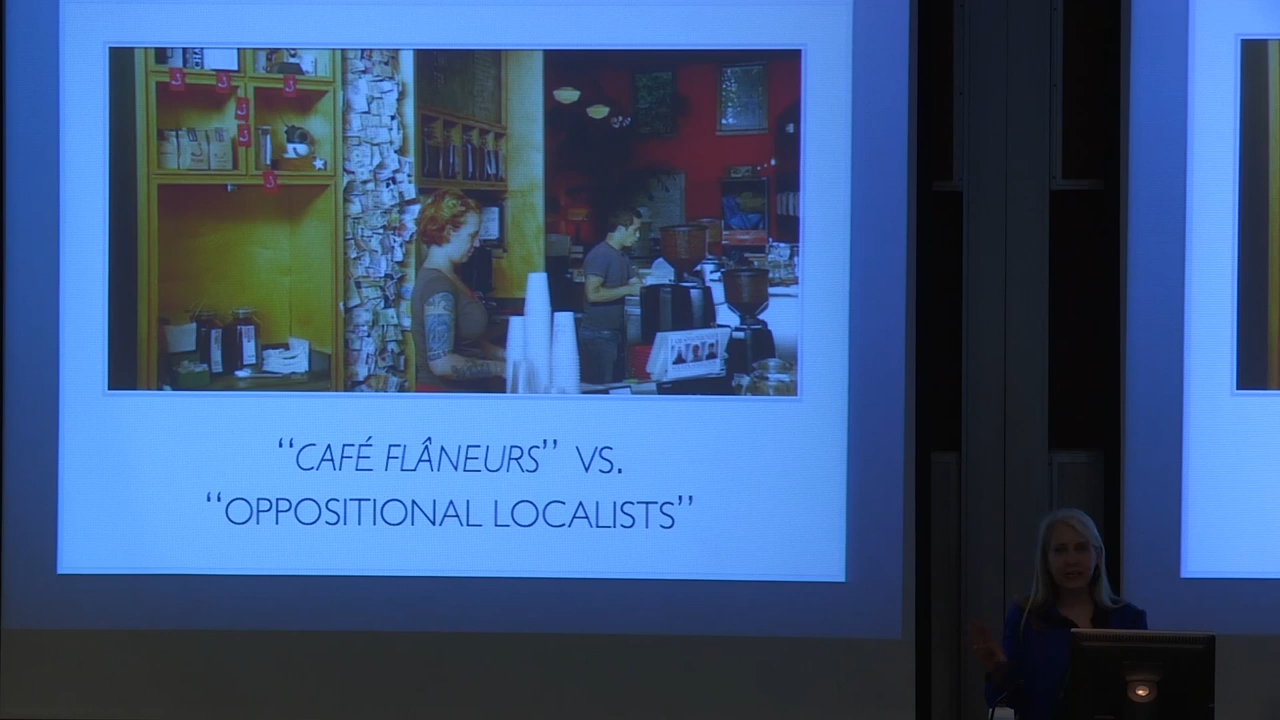 “CAFÉ FLÂNEURS” VS.
“OPPOSITIONAL LOCALISTS”